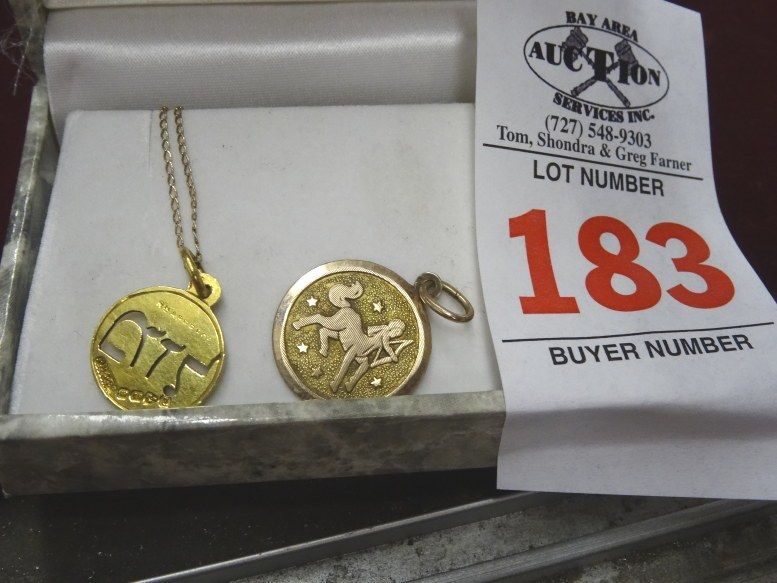 BAY AREA
AUCTION
SERVICES INC.
(727) 548-9303
Tom, Shondra & Greg Farner
LOT NUMBER
183
BUYER NUMBER